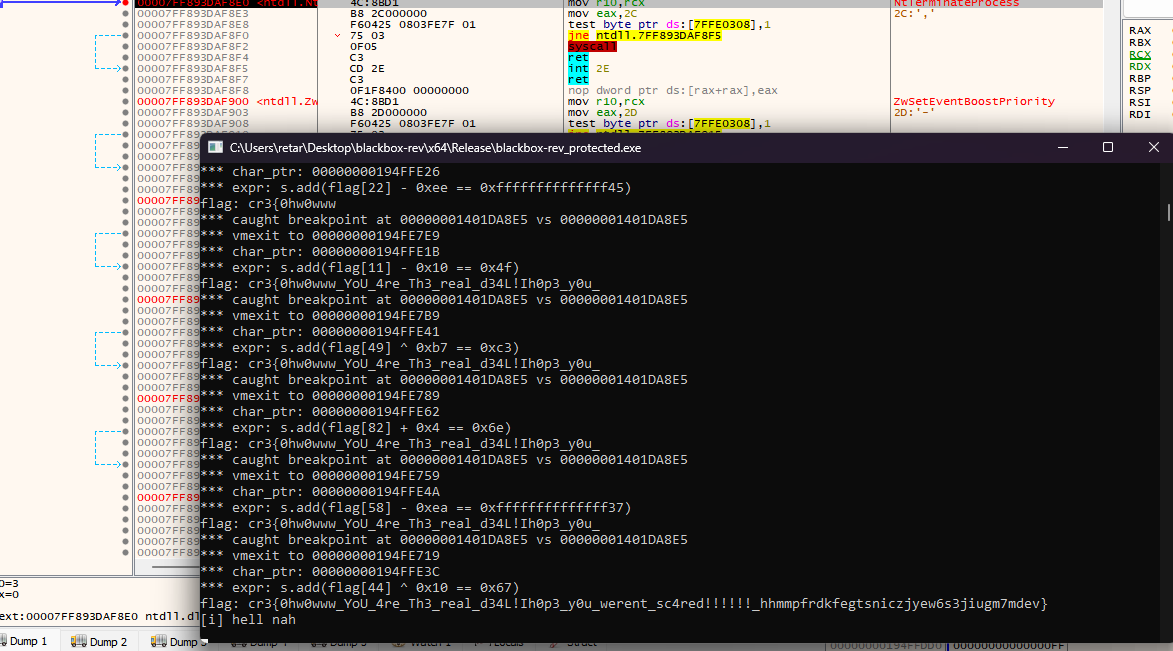 00007FF893DAF8E0 <ntdll.NtTerminateProcess 4C:8BD1 mov r10,rcx NtTerminateProcess
00007FF893DAF8E3 B8 2C000000 mov eax,2C 2C:','
00007FF893DAF8E8 F60425 0803FE7F 01 test byte ptr ds:[7FFE0308],1
00007FF893DAF8F0 75 03 jne ntdll.7FF893DAF8F5
00007FF893DAF8F2 0F05 syscall
00007FF893DAF8F4 C3 ret
00007FF893DAF8F5 CD 2E int 2E
00007FF893DAF8F7 C3 ret
00007FF893DAF8F8 0F1F8400 00000000 nop dword ptr ds:[rax+rax],eax
00007FF893DAF900 <ntdll.Zw 4C:8BD1 mov r10,rcx ZwSetEventBoostPriority
00007FF893DAF903 B8 2D000000 mov eax,2D 2D:'-'
00007FF893DAF908 F60425 0803FE7F 01 test byte ptr ds:[7FFE0308],1
RAX
RBX
RCX
RDX
RBP
RSP
RSI
RDI
C:\Users\retar\Desktop\blackbox-rev\x64\Release\blackbox-rev_protected.exe
*** char_ptr: 00000000194FFE26
*** expr: s.add(flag[22] - 0xee == 0xffffffffffffff45)
flag: cr3{0hw0www
*** caught breakpoint at 00000001401DA8E5 vs 00000001401DA8E5
*** vmexit to 00000000194FE7E9
*** char_ptr: 00000000194FFE1B
*** expr: s.add(flag[11] - 0x10 == 0x4f)
flag: cr3{0hw0www_YoU_4re_Th3_real_d34L!Ih0p3_y0u_
*** caught breakpoint at 00000001401DA8E5 vs 00000001401DA8E5
*** vmexit to 00000000194FE7B9
*** char_ptr: 00000000194FFE41
*** expr: s.add(flag[49] ^ 0xb7 == 0xc3)
flag: cr3{0hw0www_YoU_4re_Th3_real_d34L!Ih0p3_y0u_
*** caught breakpoint at 00000001401DA8E5 vs 00000001401DA8E5
*** vmexit to 00000000194FE789
*** char_ptr: 00000000194FFE62
*** expr: s.add(flag[82] + 0x4 == 0x6e)
flag: cr3{0hw0www_YoU_4re_Th3_real_d34L!Ih0p3_y0u_
*** caught breakpoint at 00000001401DA8E5 vs 00000001401DA8E5
*** vmexit to 00000000194FE759
*** char_ptr: 00000000194FFE4A
*** expr: s.add(flag[58] - 0xea == 0xffffffffffffff37)
flag: cr3{0hw0www_YoU_4re_Th3_real_d34L!Ih0p3_y0u_
*** caught breakpoint at 00000001401DA8E5 vs 00000001401DA8E5
*** vmexit to 00000000194FE719
*** char_ptr: 00000000194FFE3C
*** expr: s.add(flag[44] ^ 0x10 == 0x67)
flag: cr3{0hw0www_YoU_4re_Th3_real_d34L!Ih0p3_y0u_werent_sc4red!!!!!!_hhmmpfrdkfegtsniczjyew6s3jiugm7mdev}
[i] hell nah
0=3
x=0
ext:00007FF893DAF8E0 ntdll.dl
Dump 1
Dump 2
Dump 3